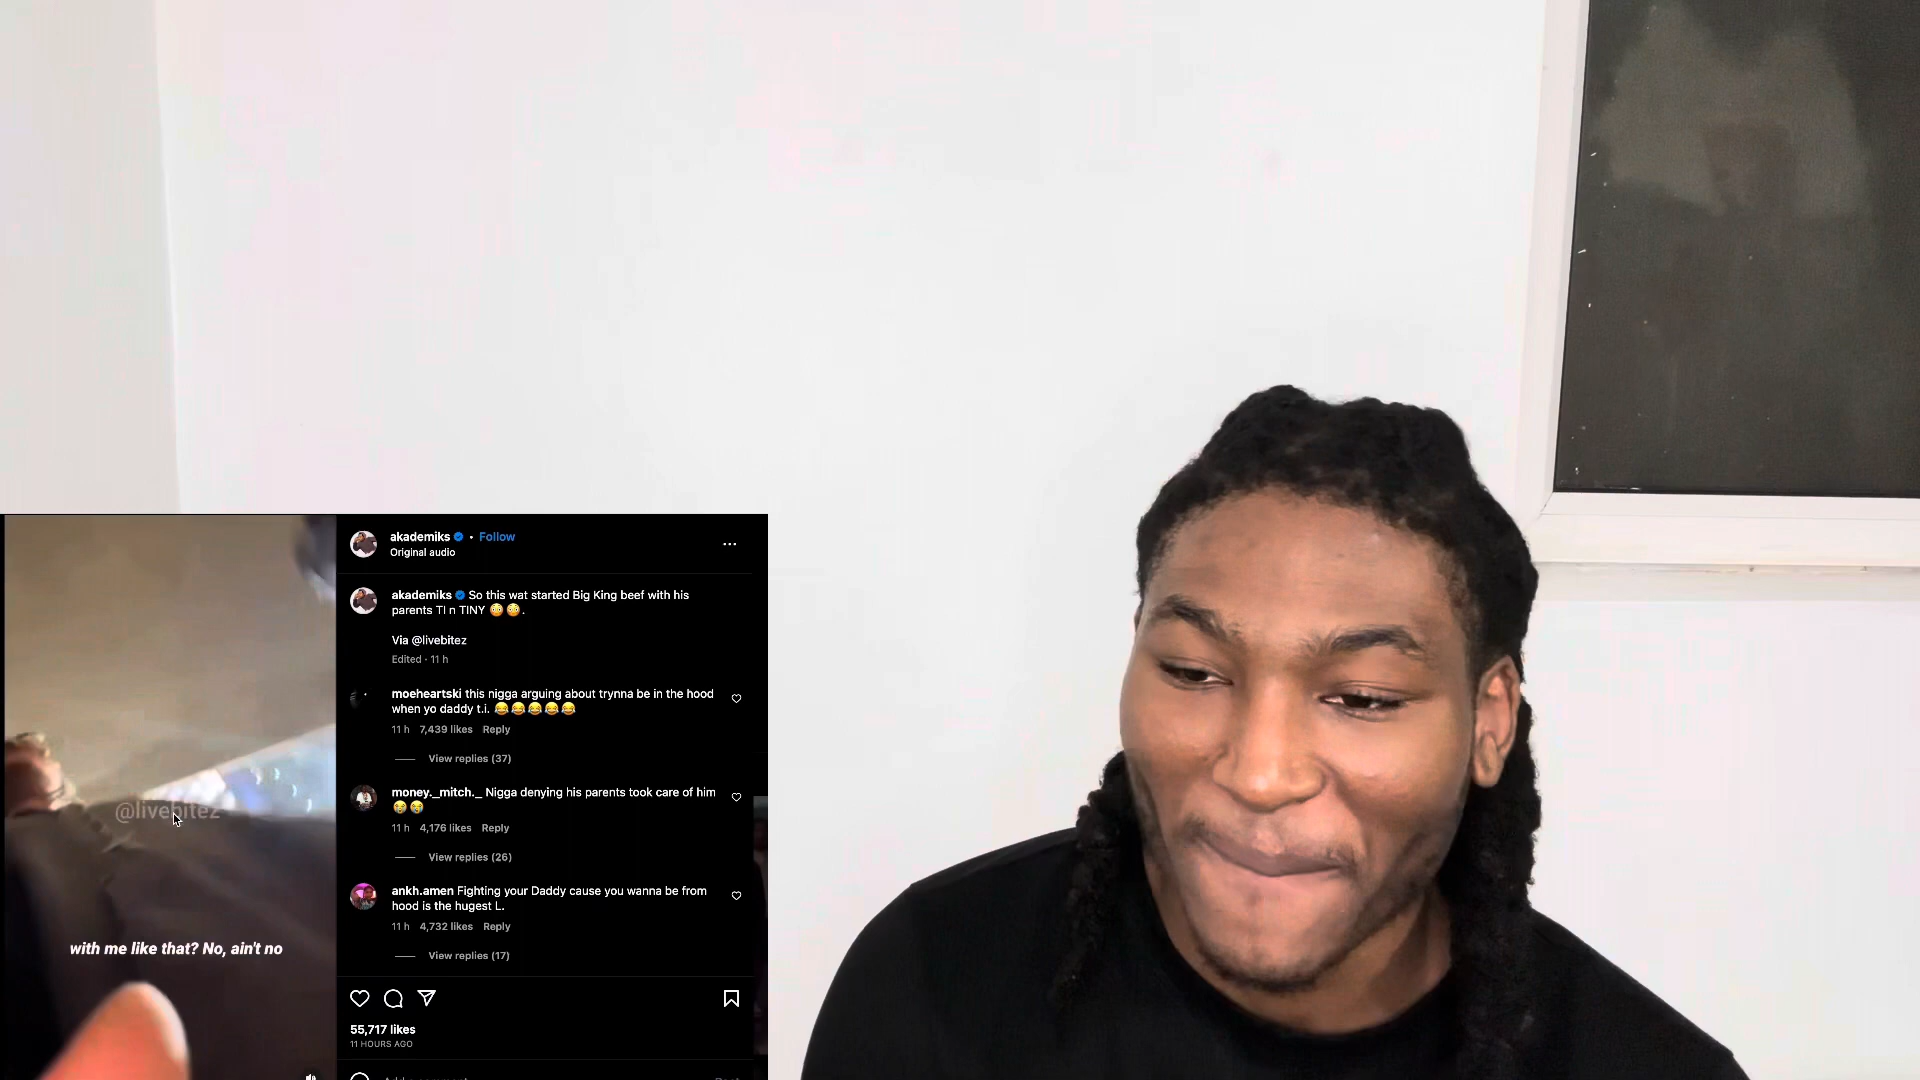 akademiks • Follow
Original audio
akademiks So this wat started Big King beef with his
parents TI n TINY 😳😳.
Via @livebitez
Edited · 11 h
moeheartski this nigga arguing about trynna be in the hood
when yo daddy t.i. 😂😂😂😂😂
11 h 7,439 likes Reply
View replies (37)
money._mitch._ Nigga denying his parents took care of him
😭😭
11 h 4,176 likes Reply
View replies (26)
ankh.amen Fighting your Daddy cause you wanna be from
hood is the hugest L.
11 h 4,732 likes Reply
View replies (17)
55,717 likes
11 HOURS AGO
@livebitez
with me like that? No, ain't no